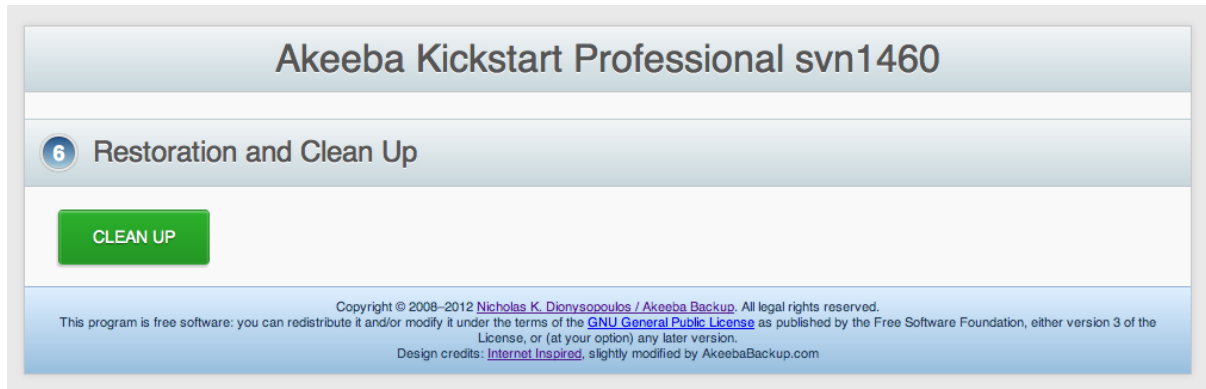 Akeeba Kickstart Professional svn1460
6 Restoration and Clean Up
CLEAN UP
Copyright © 2008–2012 Nicholas K. Dionysopoulos / Akeeba Backup. All legal rights reserved.
This program is free software: you can redistribute it and/or modify it under the terms of the GNU General Public License as published by the Free Software Foundation, either version 3 of the
License, or (at your option) any later version.
Design credits: Internet Inspired, slightly modified by AkeebaBackup.com